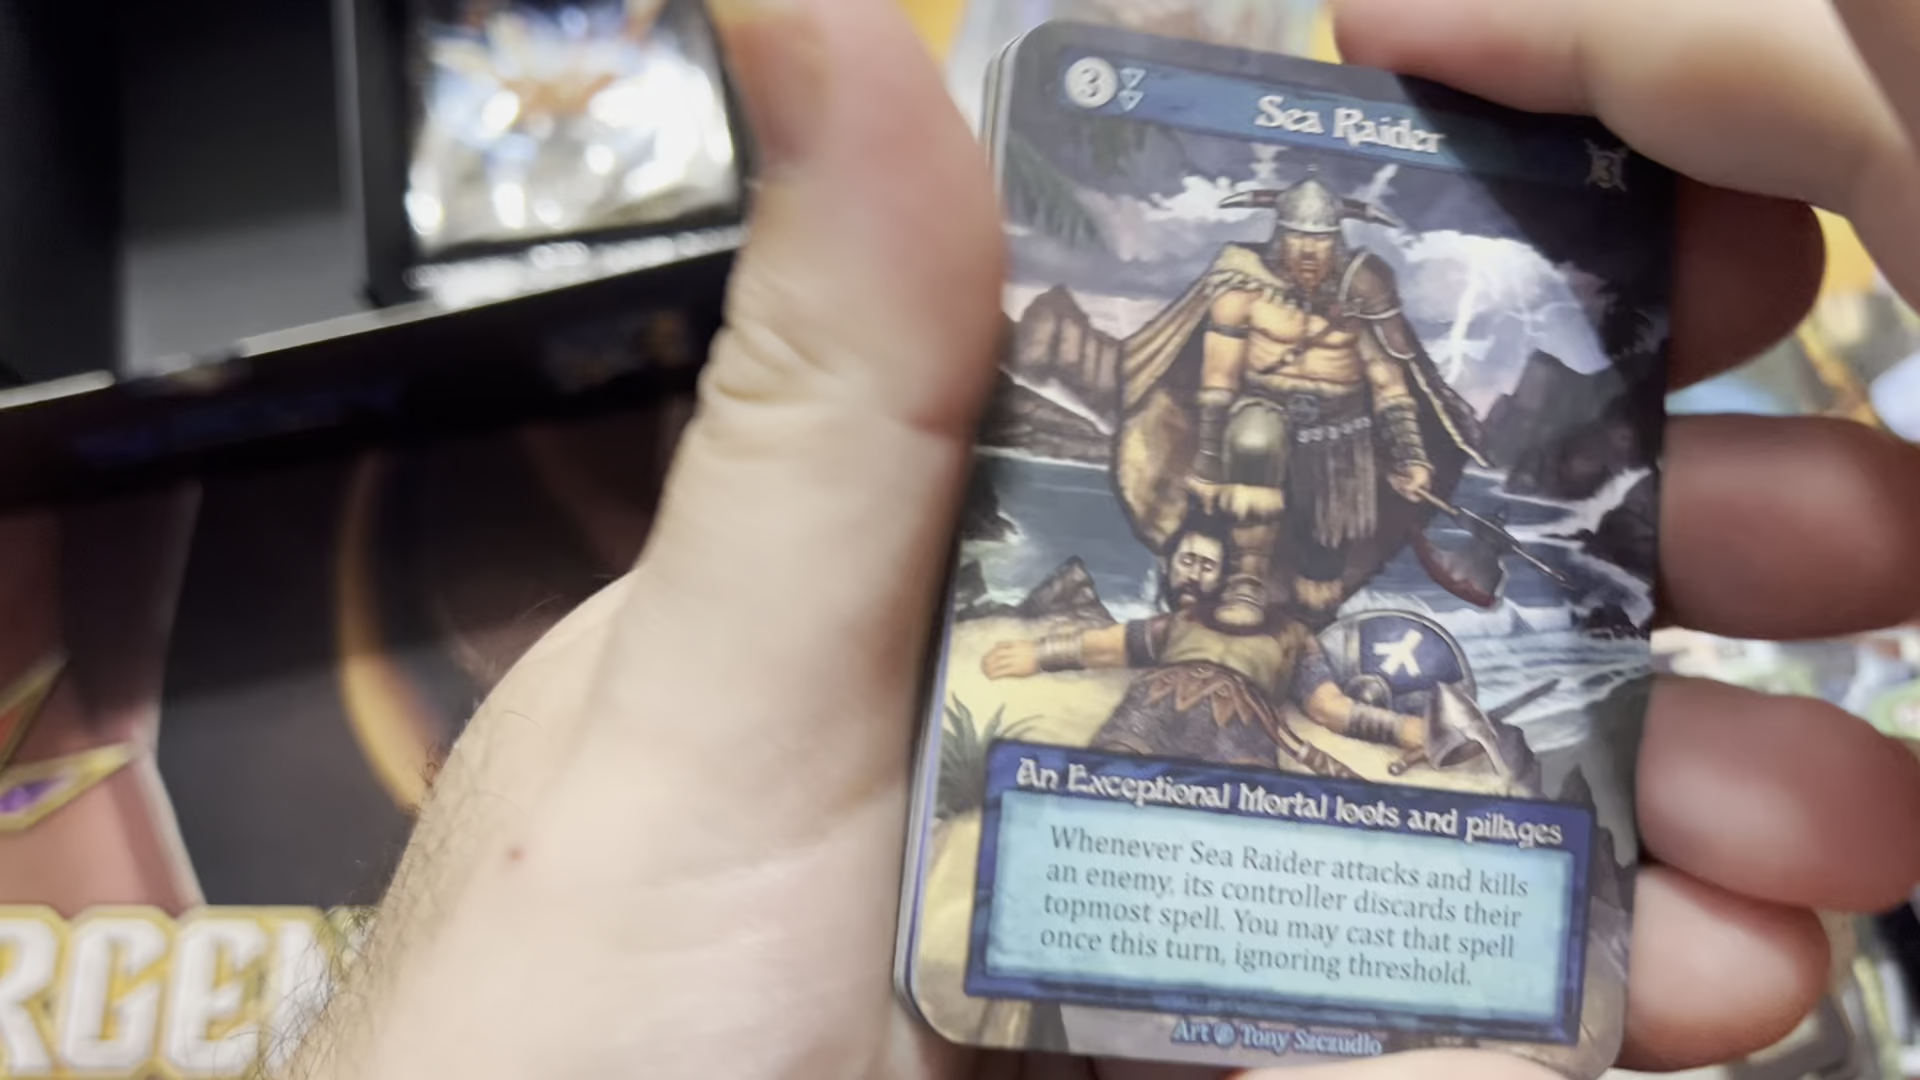 3
Sea Raider
3
An Exceptional Mortal loots and pillages
Whenever Sea Raider attacks and kills
an enemy, its controller discards their
topmost spell. You may cast that spell
once this turn, ignoring threshold.
Art @ Tony Szczudlo
RGE